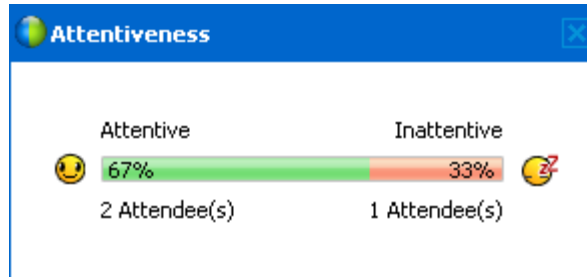 Attentiveness
Attentive Inattentive
67% 33%
2 Attendee(s) 1 Attendee(s)